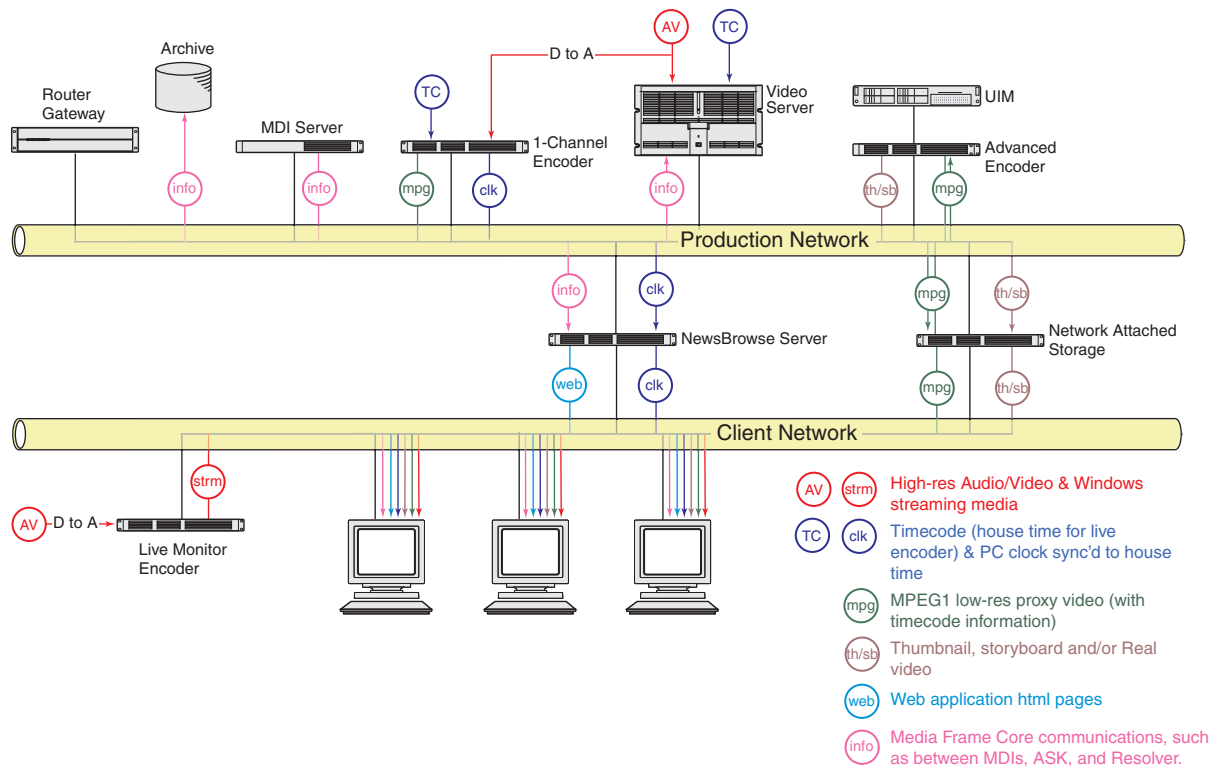 AV
TC
Archive
D to A
Router
Gateway
TC
Video
Server
UIM
MDI Server
1-Channel
Encoder
Advanced
Encoder
info
info
mpg
clk
info
th/sb
mpg
Production Network
info
clk
mpg
th/sb
NewsBrowse Server
Network Attached
Storage
web
clk
mpg
th/sb
Client Network
strm
AV
D to A
Live Monitor
Encoder
AV
strm
High-res Audio/Video & Windows
streaming media
TC
clk
Timecode (house time for live
encoder) & PC clock sync'd to house
time
mpg
MPEG1 low-res proxy video (with
timecode information)
th/sb
Thumbnail, storyboard and/or Real
video
web
Web application html pages
info
Media Frame Core communications, such
as between MDIs, ASK, and Resolver.